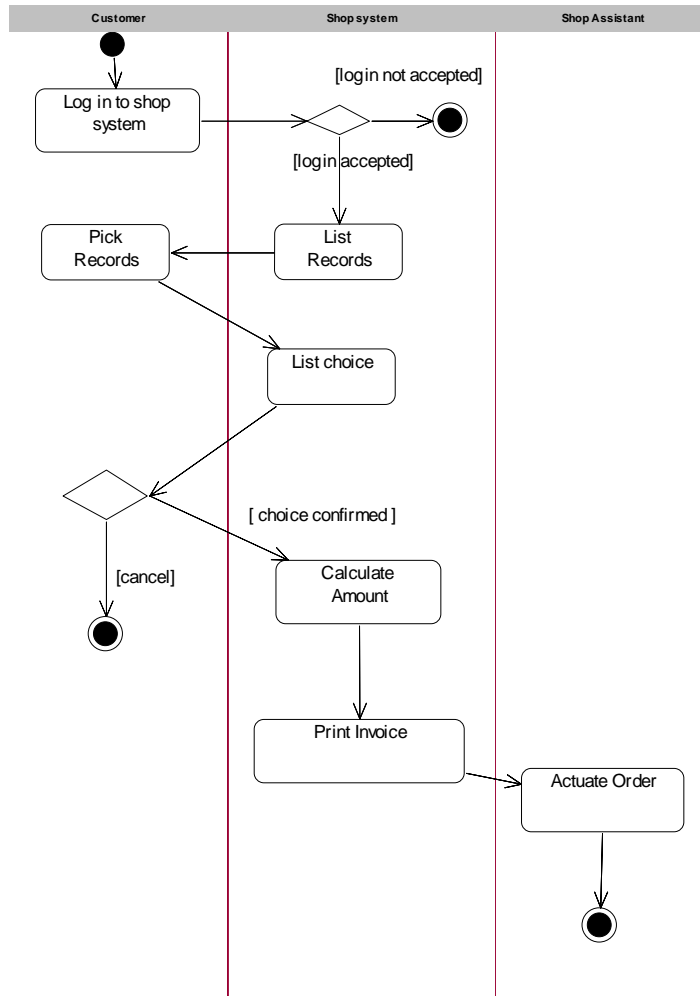 Customer
Shop system
Shop Assistant
[login not accepted]
Log in to shop
system
[login accepted]
Pick
Records
List
Records
List choice
[ choice confirmed ]
[cancel]
Calculate
Amount
Print Invoice
Actuate Order